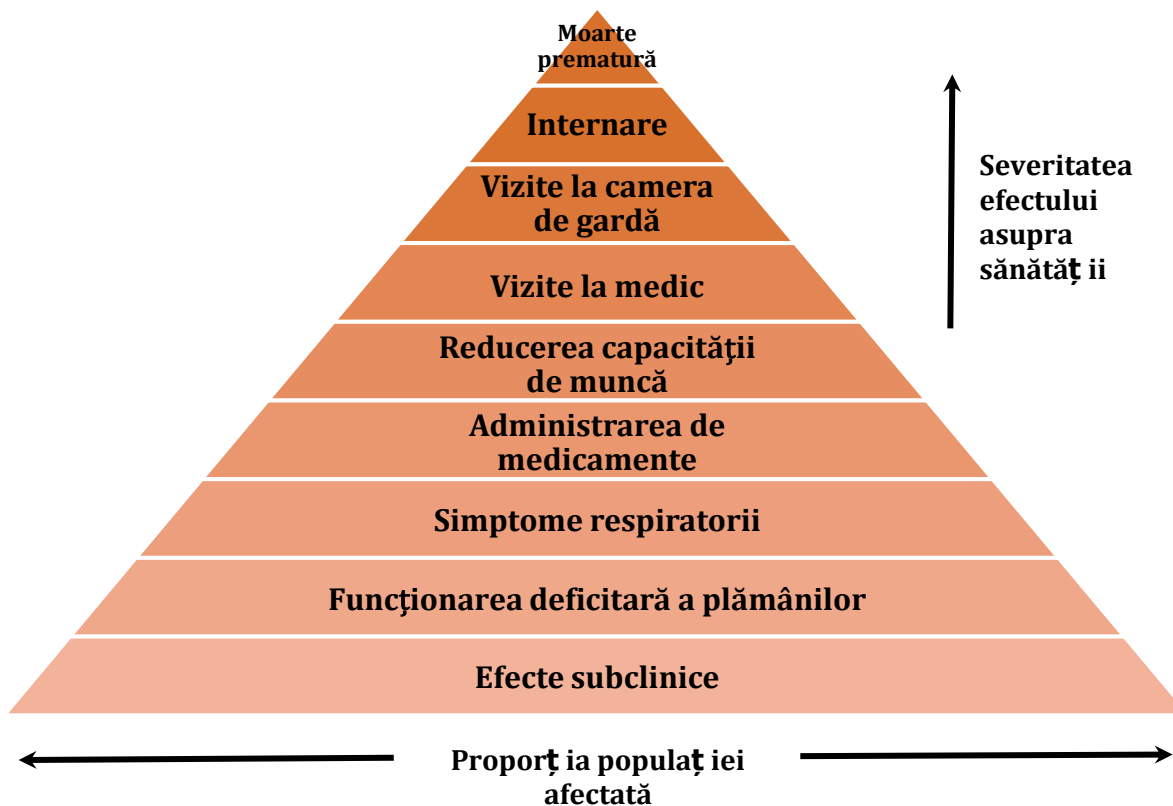 Moarte
prematură
Internare
Vizite la camera
de gardă
Vizite la medic
Reducerea capacităţii
de muncă
Administrarea de
medicamente
Simptome respiratorii
Funcţionarea deficitară a plămânilor
Efecte subclinice
Severitatea
efectului
asupra
sănătăţ ii
Proporţ ia populaţ iei
afectată